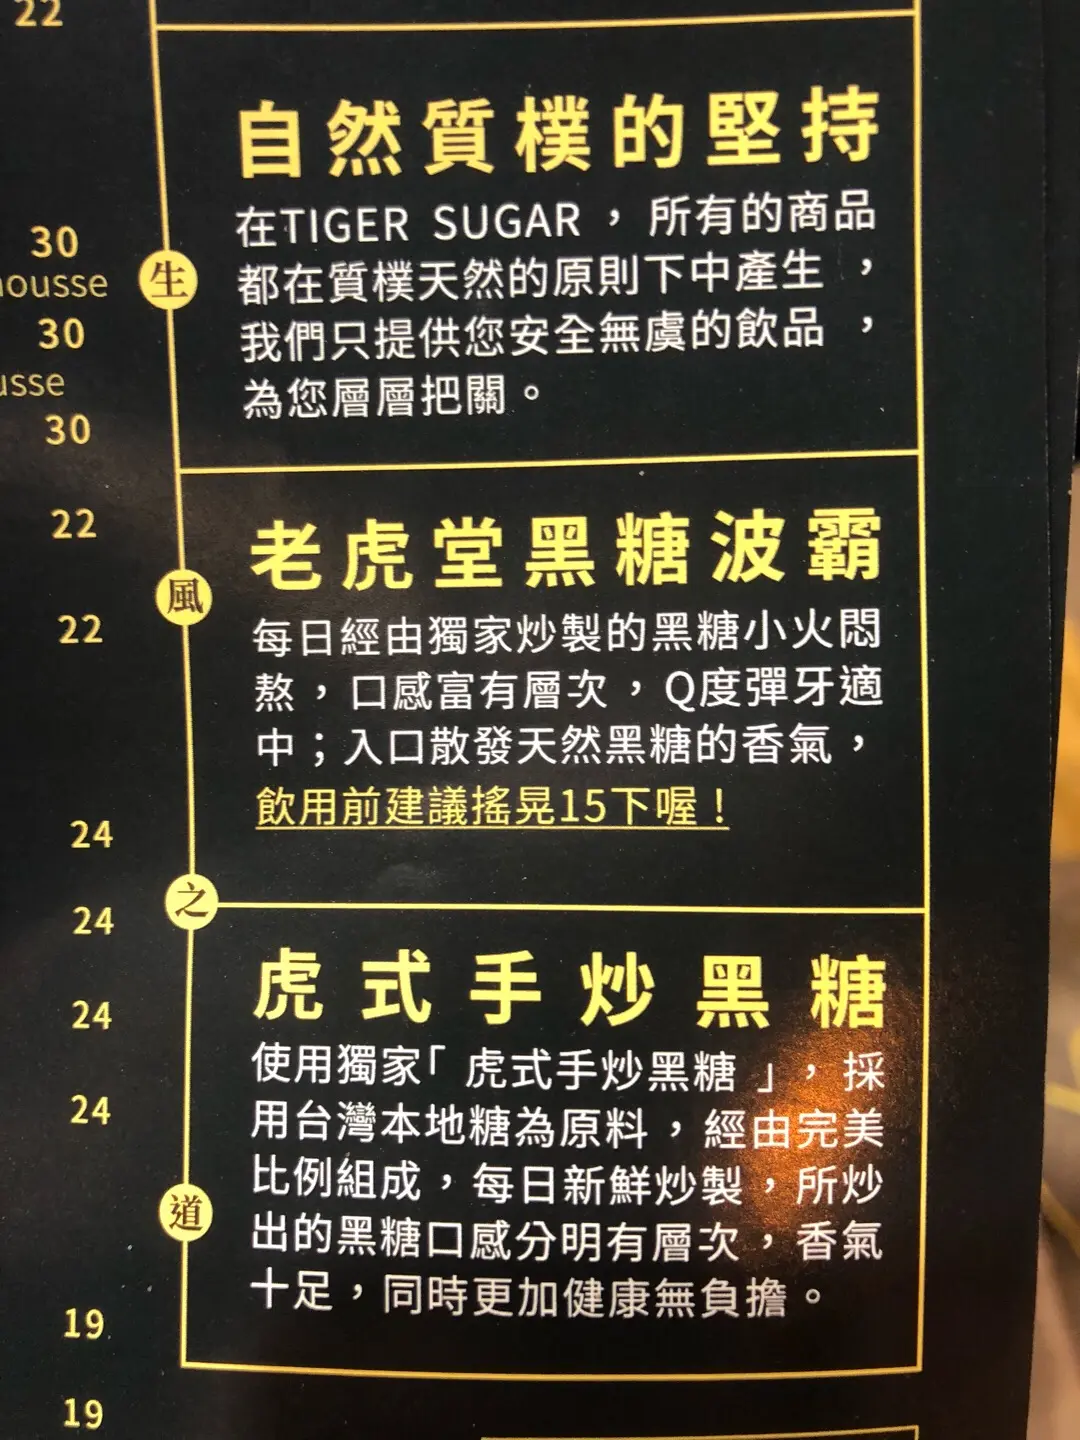 22
30
ousse
30
usse
30
22
22
24
24
24
24
19
19
生
風
之
道
自然質樸的堅持
在TIGER SUGAR，所有的商品
都在質樸天然的原則下中產生，
我們只提供您安全無虞的飲品，
為您層層把關。
老虎堂黑糖波霸
每日經由獨家炒製的黑糖小火悶
熬，口感富有層次，Q度彈牙適
中；入口散發天然黑糖的香氣，
飲用前建議搖晃15下喔！
虎式手炒黑糖
使用獨家「虎式手炒黑糖」，採
用台灣本地糖為原料，經由完美
比例組成，每日新鮮炒製，所炒
出的黑糖口感分明有層次，香氣
十足，同時更加健康無負擔。